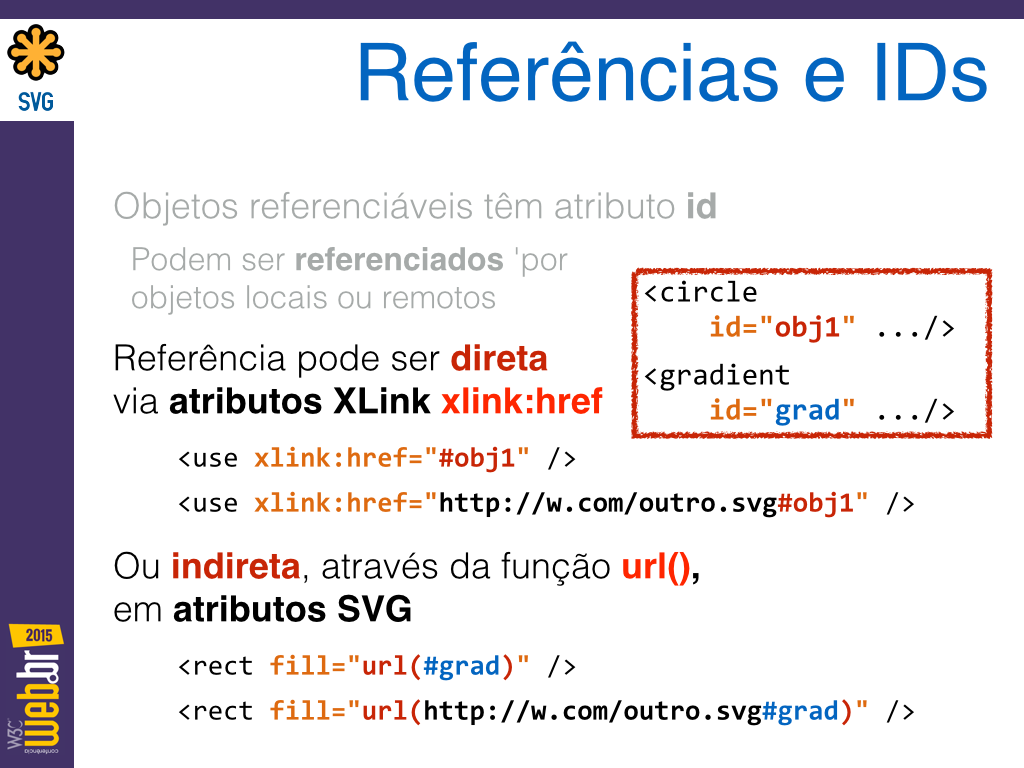 SVG
Referências e IDs
Objetos referenciáveis têm atributo id
Podem ser referenciados 'por
objetos locais ou remotos
<circle
id="obj1" .../>
<gradient
id="grad" .../>
Referência pode ser direta
via atributos XLink xlink:href
<use xlink:href="#obj1" />
<use xlink:href="http://w.com/outro.svg#obj1" />
Ou indireta, através da função url(),
em atributos SVG
<rect fill="url(#grad)" />
<rect fill="url(http://w.com/outro.svg#grad)" />
2015
conferência
W3C
web.br